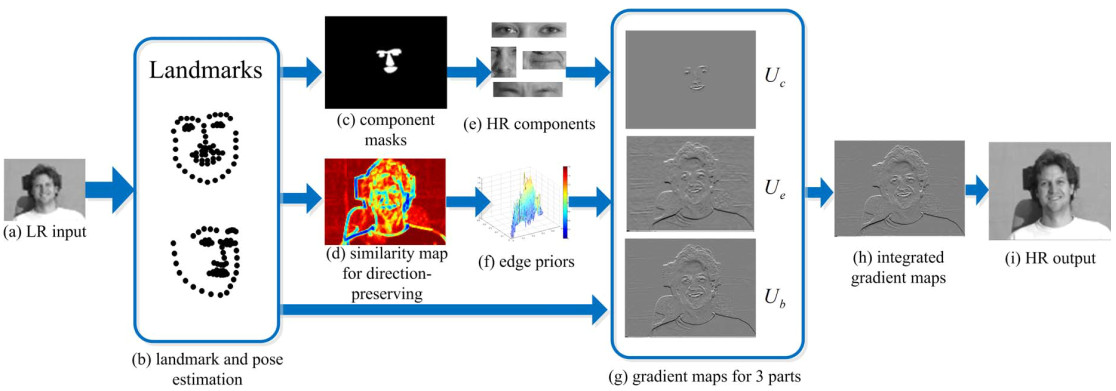 Landmarks
(a) LR input
(b) landmark and pose
estimation
(c) component
masks
(d) similarity map
for direction-
preserving
(e) HR components
(f) edge priors
U_c
U_e
U_b
(g) gradient maps for 3 parts
(h) integrated
gradient maps
(i) HR output